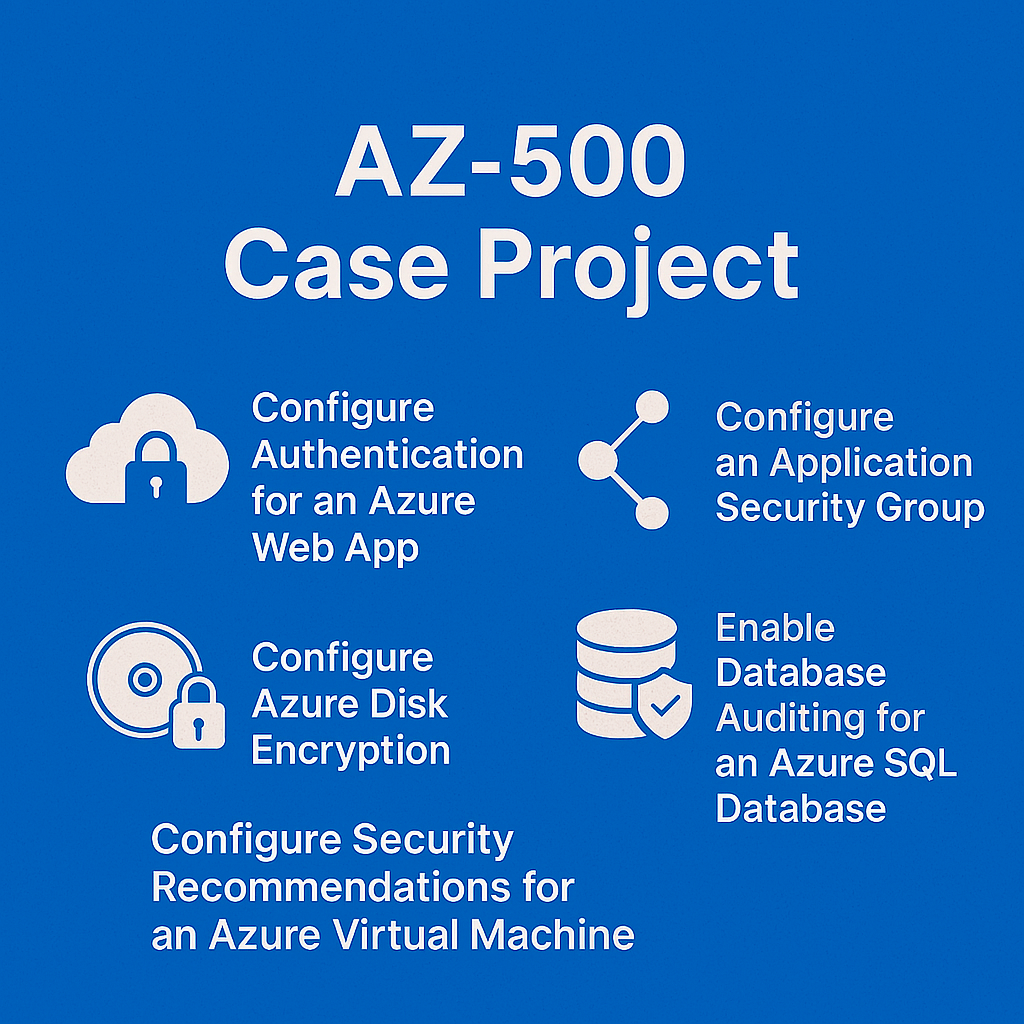 AZ-500
Case Project
Configure
Authentication
for an Azure
Web App
Configure
an Application
Security Group
Configure
Azure Disk
Encryption
Enable
Database
Auditing for
an Azure SQL
Database
Configure Security
Recommendations for
an Azure Virtual Machine